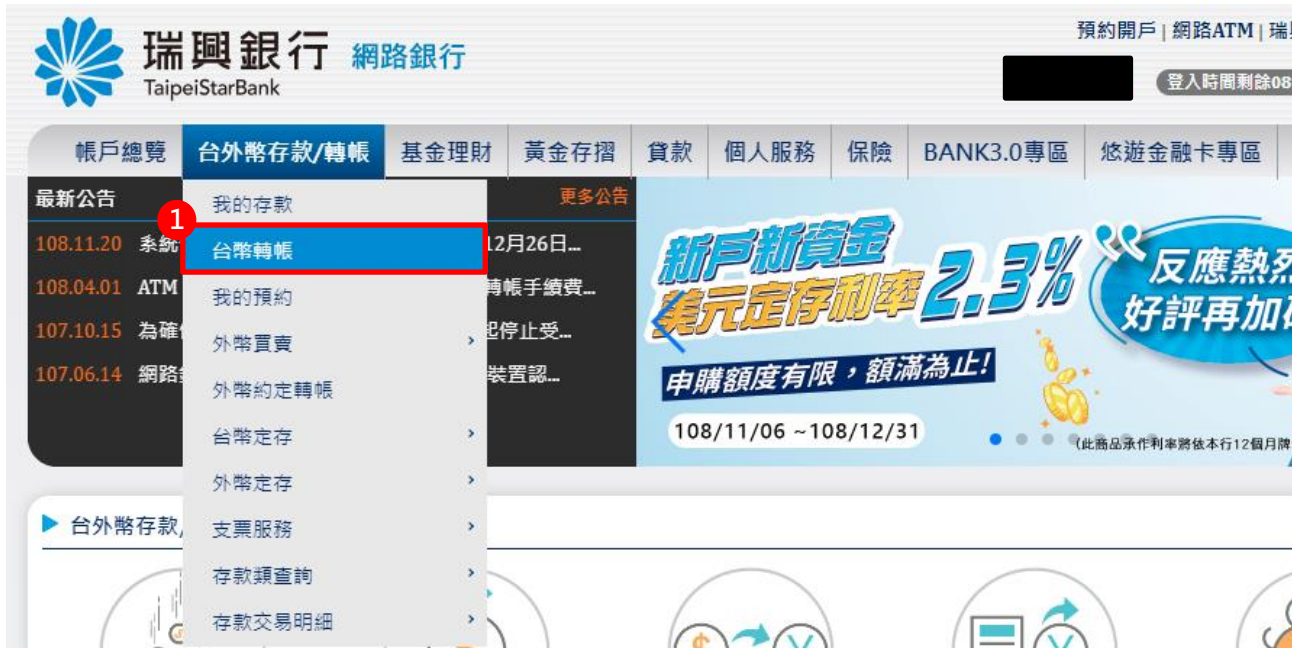 預約開戶 | 網路ATM | 瑞
瑞興銀行 網路銀行
TaipeiStarBank
登入時間剩餘08
帳戶總覽 台外幣存款/轉帳 基金理財 黃金存摺 貸款 個人服務 保險 BANK3.0專區 悠遊金融卡專區
最新公告 更多公告
1
108.11.20 系統 12月26日...
108.04.01 ATM 轉帳手續費...
107.10.15 為確 起停止受...
107.06.14 網路 裝置認...
我的存款
台幣轉帳
我的預約
外幣買賣 ›
外幣約定轉帳
台幣定存 ›
外幣定存 ›
支票服務 ›
存款類查詢 ›
存款交易明細 ›
新戶新資金
美元定存利率 2.3%
反應熱烈
好評再加
申購額度有限，額滿為止!
108/11/06 ~108/12/31
(此商品承作利率將依本行12個月牌
台外幣存款/